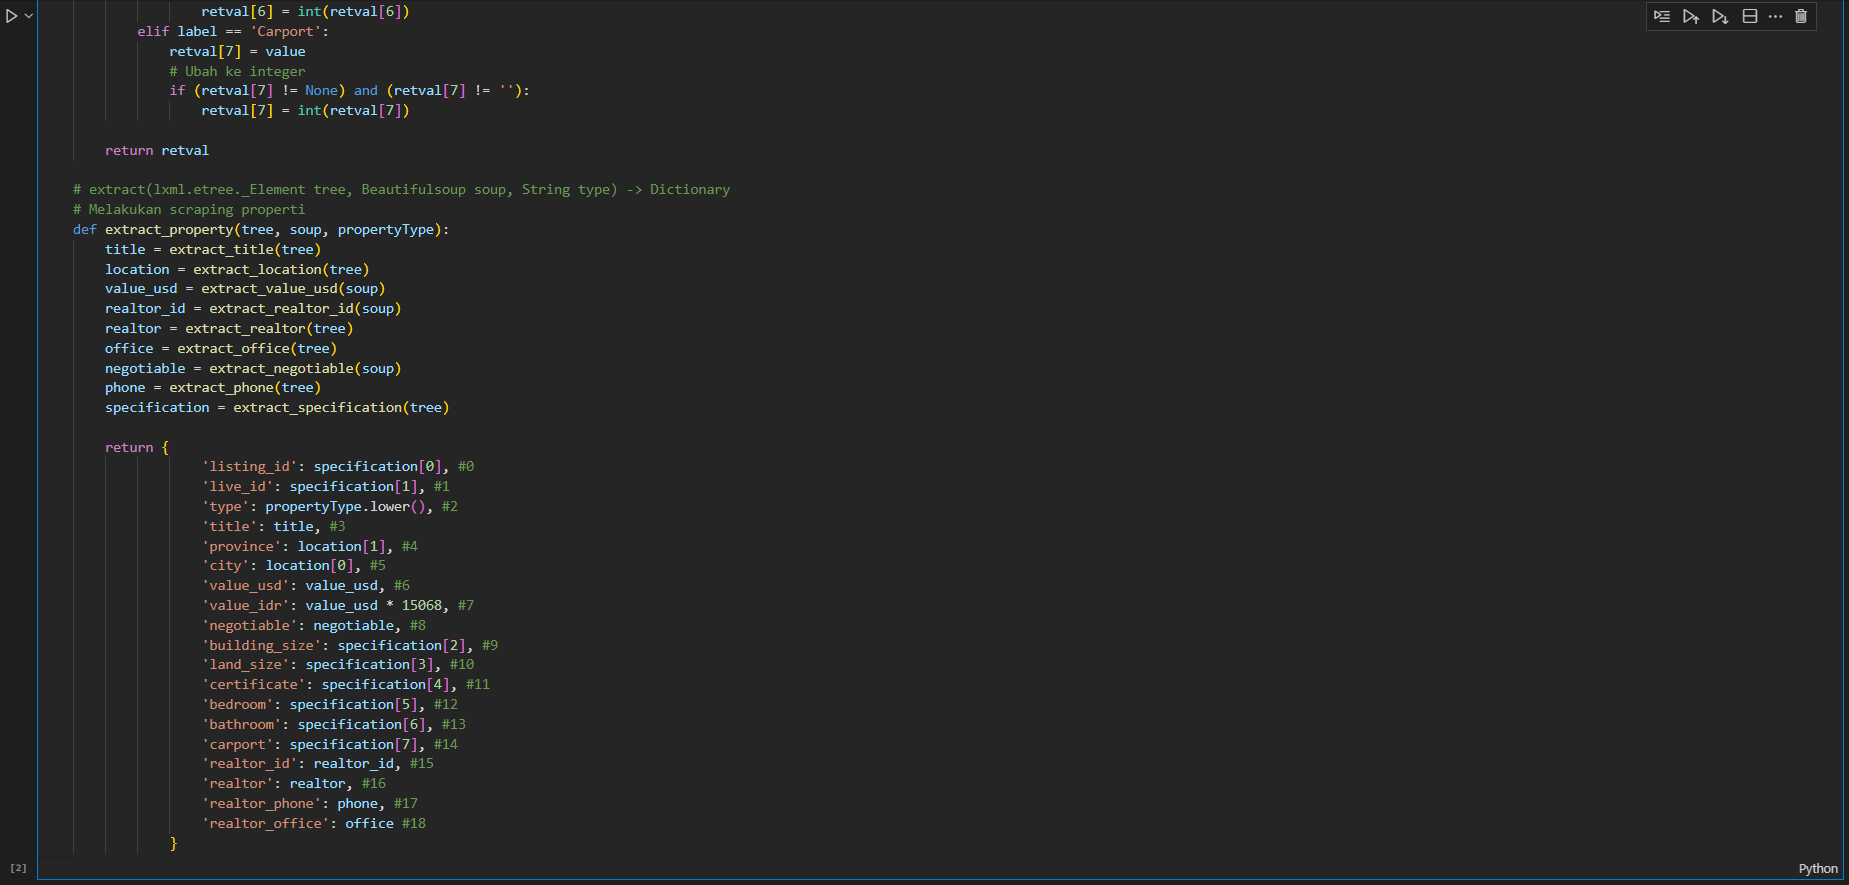 retval[6] = int(retval[6])
    elif label == 'Carport':
        retval[7] = value
        # Ubah ke integer
        if (retval[7] != None) and (retval[7] != ''):
            retval[7] = int(retval[7])
return retval
# extract(lxml.etree._Element tree, Beautifulsoup soup, String type) -> Dictionary
# Melakukan scraping properti
def extract_property(tree, soup, propertyType):
    title = extract_title(tree)
    location = extract_location(tree)
    value_usd = extract_value_usd(soup)
    realtor_id = extract_realtor_id(soup)
    realtor = extract_realtor(tree)
    office = extract_office(tree)
    negotiable = extract_negotiable(soup)
    phone = extract_phone(tree)
    specification = extract_specification(tree)
    return {
                'listing_id': specification[0], #0
                'live_id': specification[1], #1
                'type': propertyType.lower(), #2
                'title': title, #3
                'province': location[1], #4
                'city': location[0], #5
                'value_usd': value_usd, #6
                'value_idr': value_usd * 15068, #7
                'negotiable': negotiable, #8
                'building_size': specification[2], #9
                'land_size': specification[3], #10
                'certificate': specification[4], #11
                'bedroom': specification[5], #12
                'bathroom': specification[6], #13
                'carport': specification[7], #14
                'realtor_id': realtor_id, #15
                'realtor': realtor, #16
                'realtor_phone': phone, #17
                'realtor_office': office #18
            }
[2]
Python